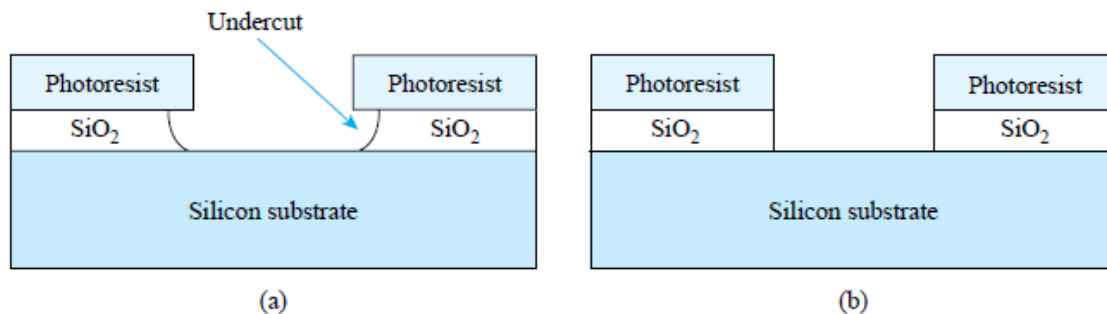 Undercut
Photoresist Photoresist Photoresist Photoresist
SiO₂ SiO₂ SiO₂ SiO₂
Silicon substrate Silicon substrate
(a) (b)